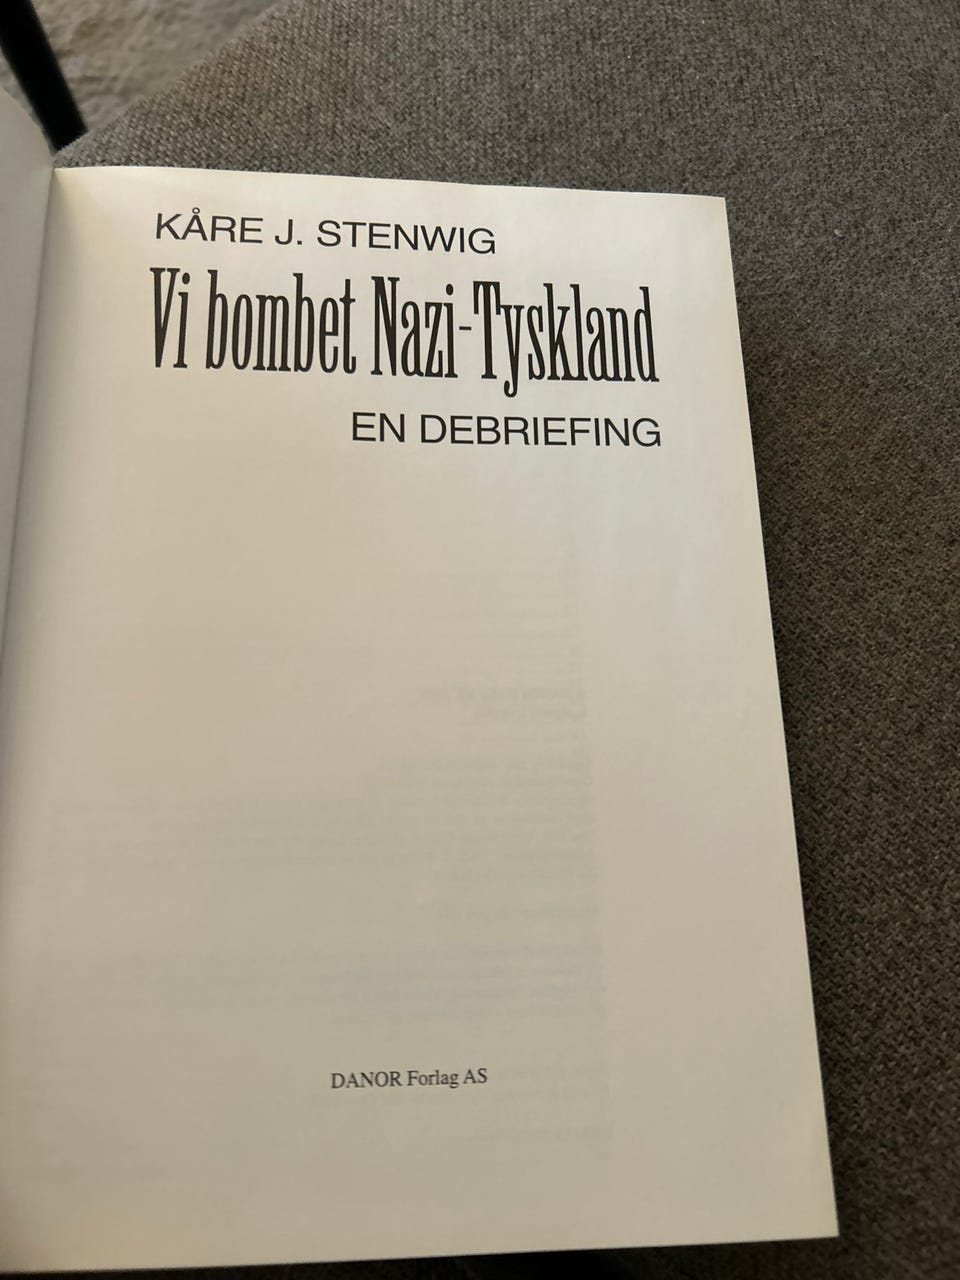 KÅRE J. STENWIG
Vi bombet Nazi-Tyskland
EN DEBRIEFING
DANOR Forlag AS